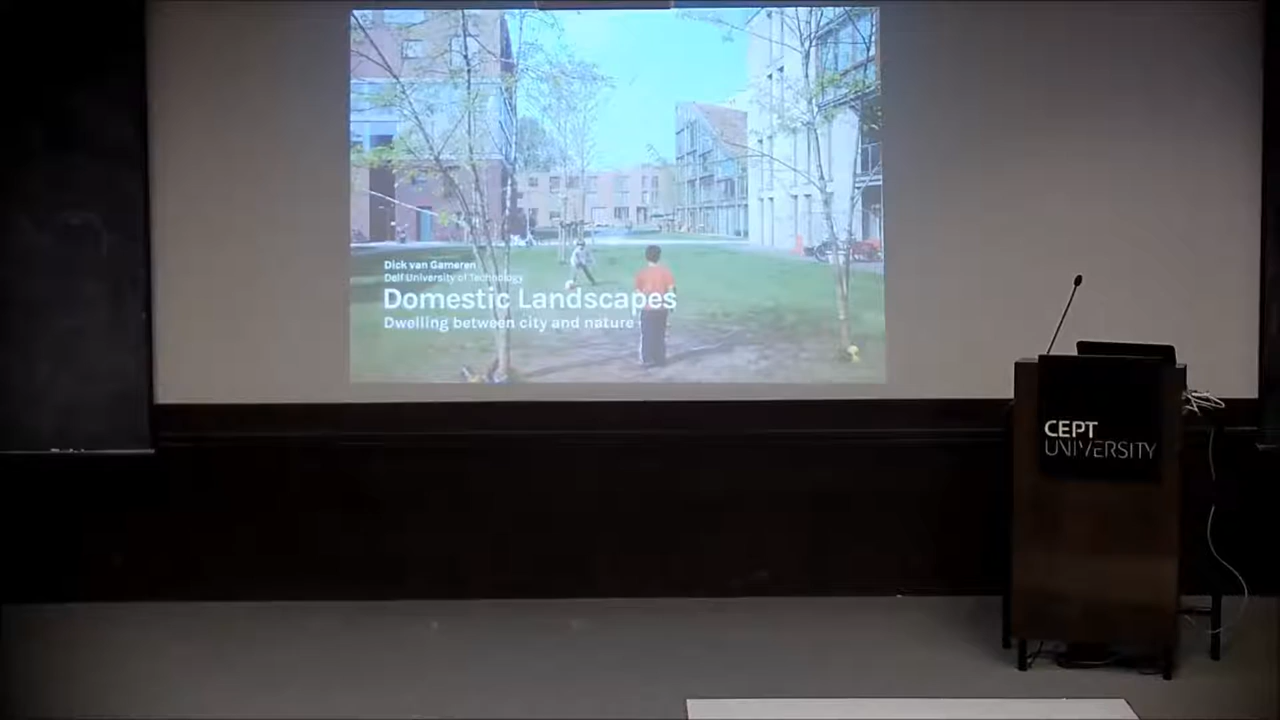 Dick van Gameren
Delf University of Technology
Domestic Landscapes
Dwelling between city and nature
CEPT
UNIVERSITY